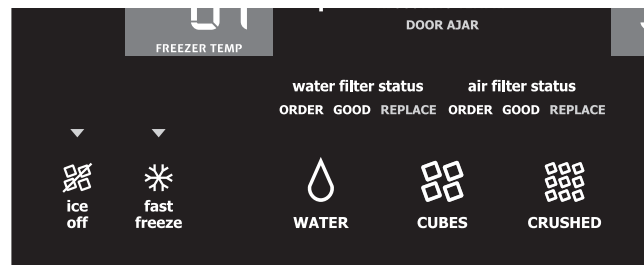 DOOR AJAR
FREEZER TEMP
water filter status air filter status
ORDER GOOD REPLACE ORDER GOOD REPLACE
ice off
fast freeze
WATER
CUBES
CRUSHED